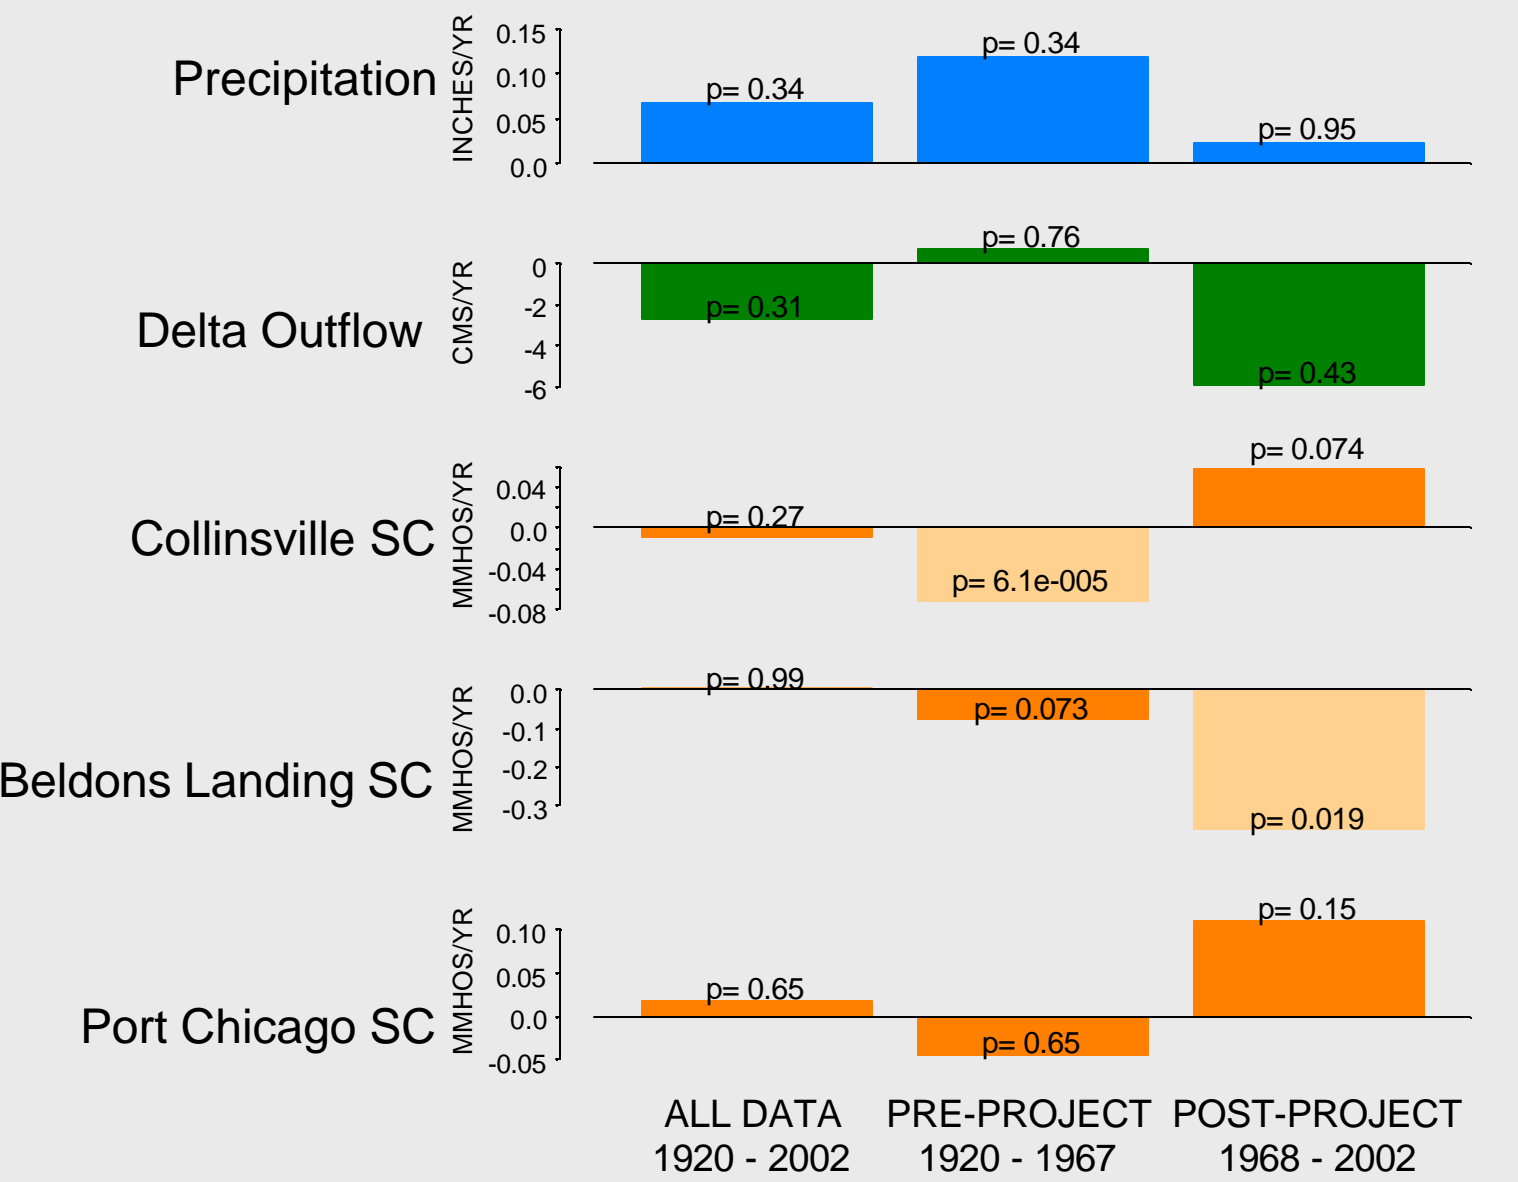 Precipitation
INCHES/YR
0.15
0.10
0.05
0.0
p= 0.34
p= 0.34
p= 0.95
Delta Outflow
CMS/YR
0
-2
-4
-6
p= 0.31
p= 0.76
p= 0.43
Collinsville SC
MMHOS/YR
0.04
0.0
-0.04
-0.08
p= 0.27
p= 6.1e-005
p= 0.074
Beldons Landing SC
MMHOS/YR
0.0
-0.1
-0.2
-0.3
p= 0.99
p= 0.073
p= 0.019
Port Chicago SC
MMHOS/YR
0.10
0.05
0.0
-0.05
p= 0.65
p= 0.65
p= 0.15
ALL DATA
1920 - 2002
PRE-PROJECT
1920 - 1967
POST-PROJECT
1968 - 2002